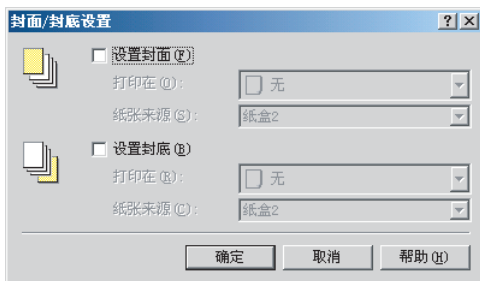 封面/封底设置
设置封面(F)
打印在(O):
无
纸张来源(S):
纸盒2
设置封底(B)
打印在(R):
无
纸张来源(C):
纸盒2
确定
取消
帮助(H)